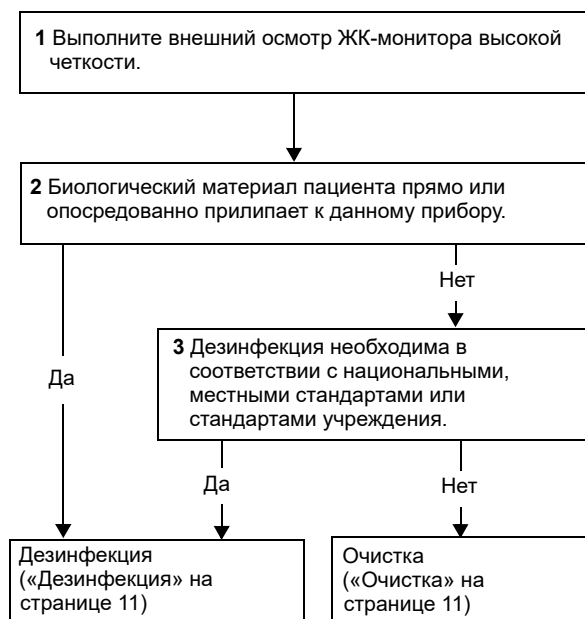 1 Выполните внешний осмотр ЖК-монитора высокой
четкости.
2 Биологический материал пациента прямо или
опосредованно прилипает к данному прибору.
Нет
3 Дезинфекция необходима в
соответствии с национальными,
местными стандартами или
стандартами учреждения.
Да
Да
Нет
Дезинфекция
(«Дезинфекция» на
странице 11)
Очистка
(«Очистка» на
странице 11)